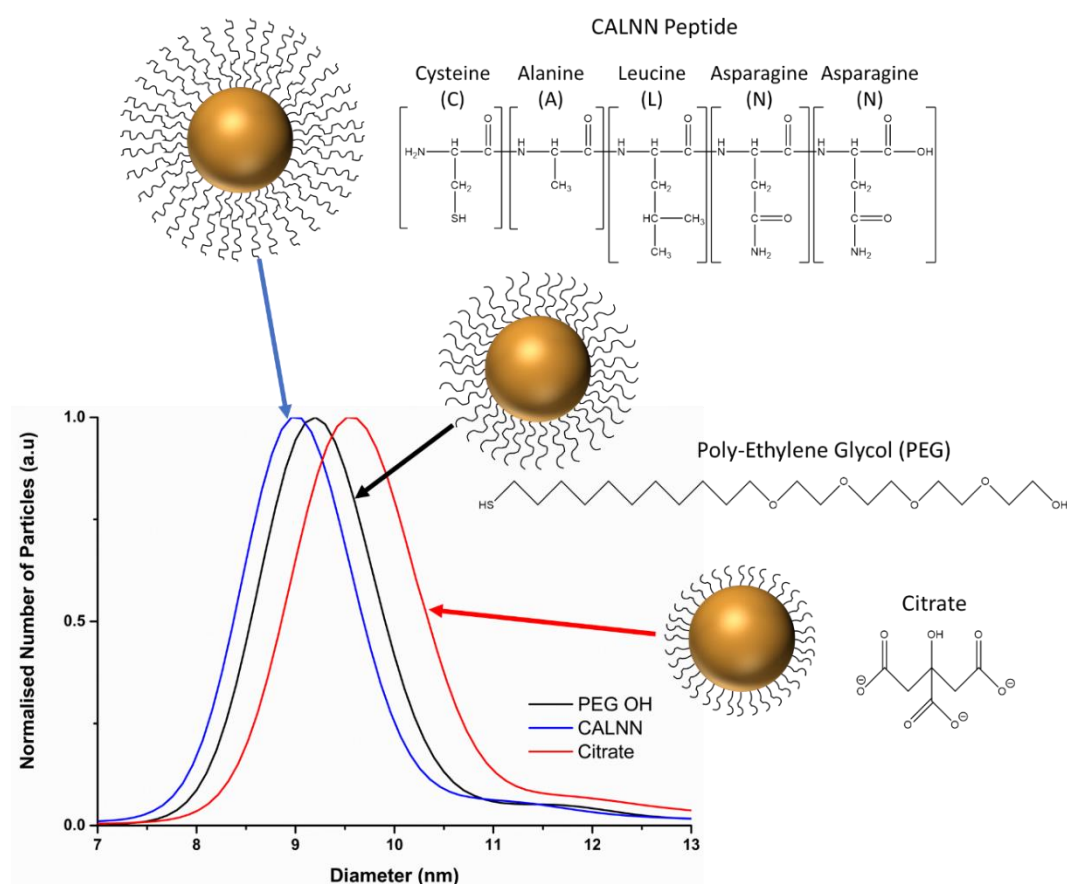 CALNN Peptide
Cysteine Alanine Leucine Asparagine Asparagine
(C) (A) (L) (N) (N)
O O O O O
H H H H H
H₂N N N N N OH
H H H H
CH₂ CH₃ CH₂ CH₂
SH HC CH₃ C O C O
CH₃ NH₂ NH₂
Poly-Ethylene Glycol (PEG)
HS O O O O OH
Citrate
O OH O
⊖O O⊖
O O⊖
Normalised Number of Particles (a.u)
1.0
0.5
0.0
PEG OH
CALNN
Citrate
7 8 9 10 11 12 13
Diameter (nm)